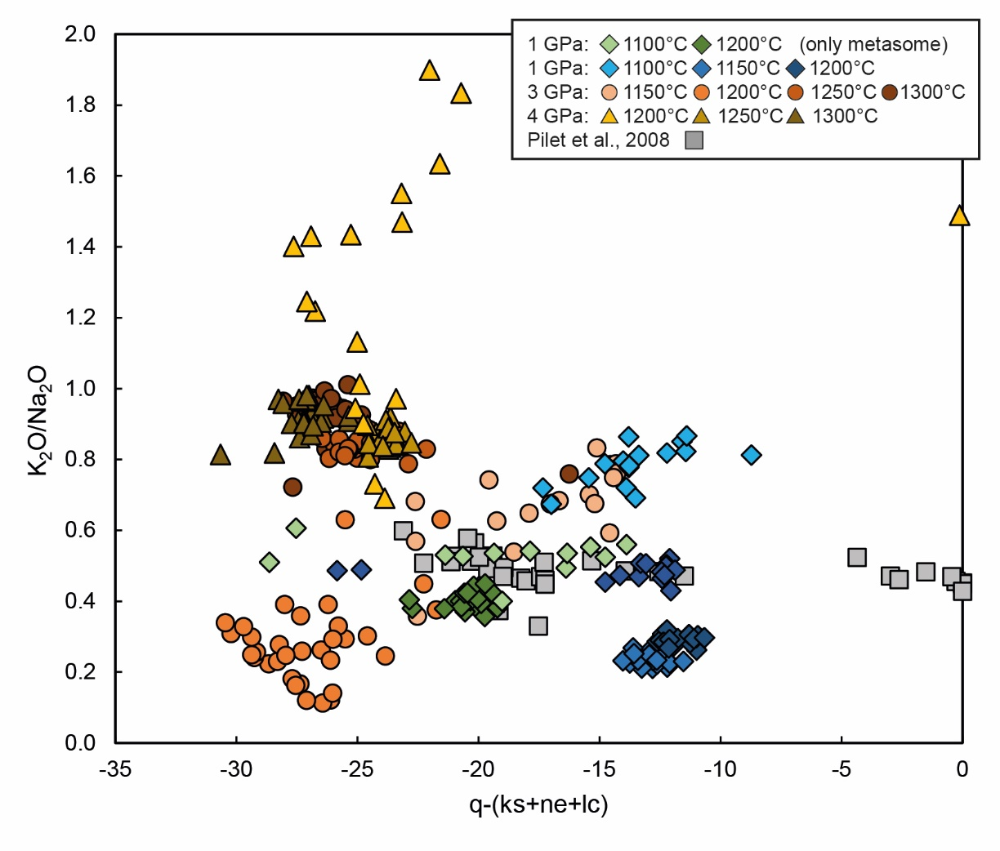 1 GPa: 1100°C 1200°C (only metasome)
1 GPa: 1100°C 1150°C 1200°C
3 GPa: 1150°C 1200°C 1250°C 1300°C
4 GPa: 1200°C 1250°C 1300°C
Pilet et al., 2008
2.0
1.8
1.6
1.4
1.2
1.0
0.8
0.6
0.4
0.2
0.0
K₂O/Na₂O
-35 -30 -25 -20 -15 -10 -5 0
q-(ks+ne+lc)